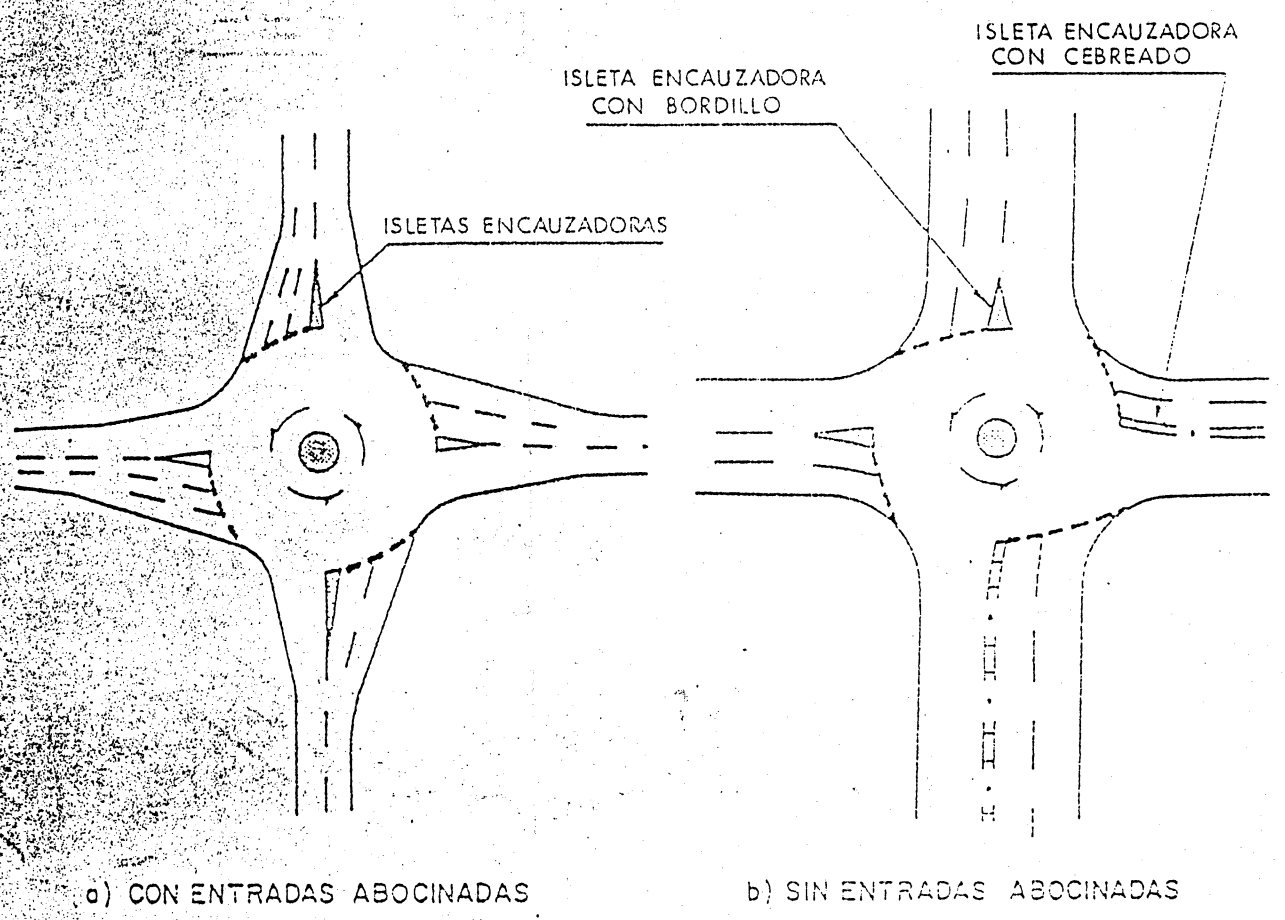 ISLETA ENCAUZADORA
CON CEBREADO
ISLETA ENCAUZADORA
CON BORDILLO
ISLETAS ENCAUZADORAS
a) CON ENTRADAS ABOCINADAS
b) SIN ENTRADAS ABOCINADAS